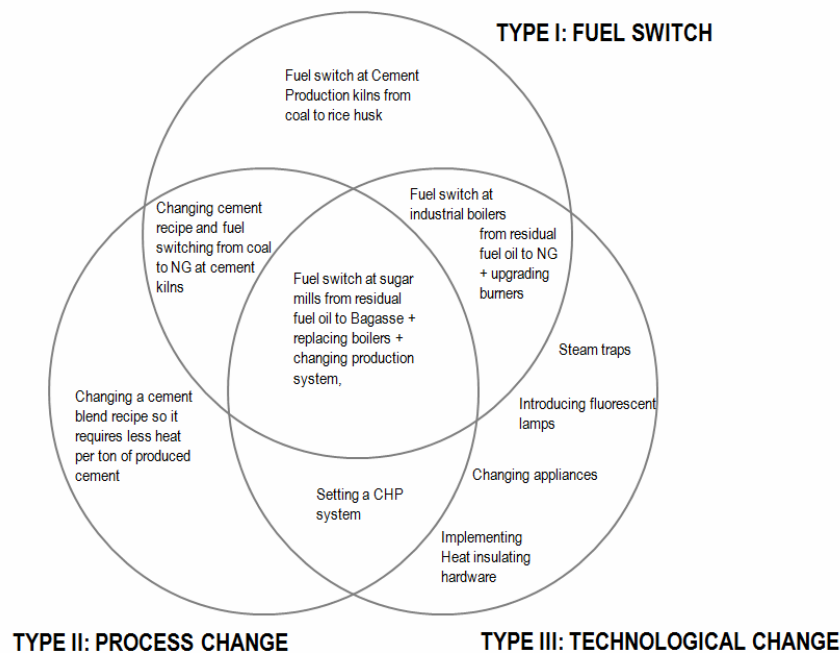 TYPE I: FUEL SWITCH
Fuel switch at Cement
Production kilns from
coal to rice husk
Changing cement
recipe and fuel
switching from coal
to NG at cement
kilns
Fuel switch at
industrial boilers
from residual
fuel oil to NG
+ upgrading
burners
Fuel switch at sugar
mills from residual
fuel oil to Bagasse +
replacing boilers +
changing production
system,
Steam traps
Introducing fluorescent
lamps
Changing a cement
blend recipe so it
requires less heat
per ton of produced
cement
Changing appliances
Setting a CHP
system
Implementing
Heat insulating
hardware
TYPE II: PROCESS CHANGE
TYPE III: TECHNOLOGICAL CHANGE